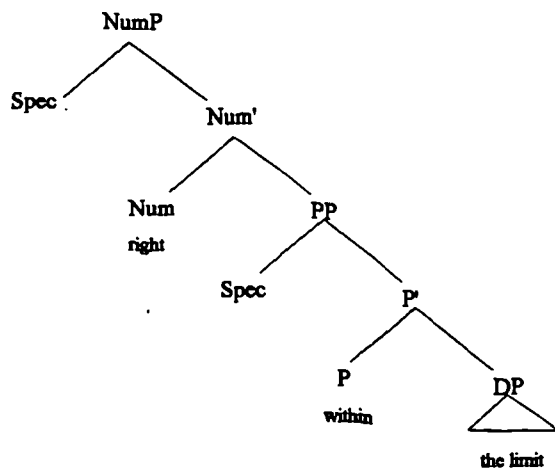 NumP
Spec
Num'
Num
PP
right
Spec
P'
P
DP
within
the limit